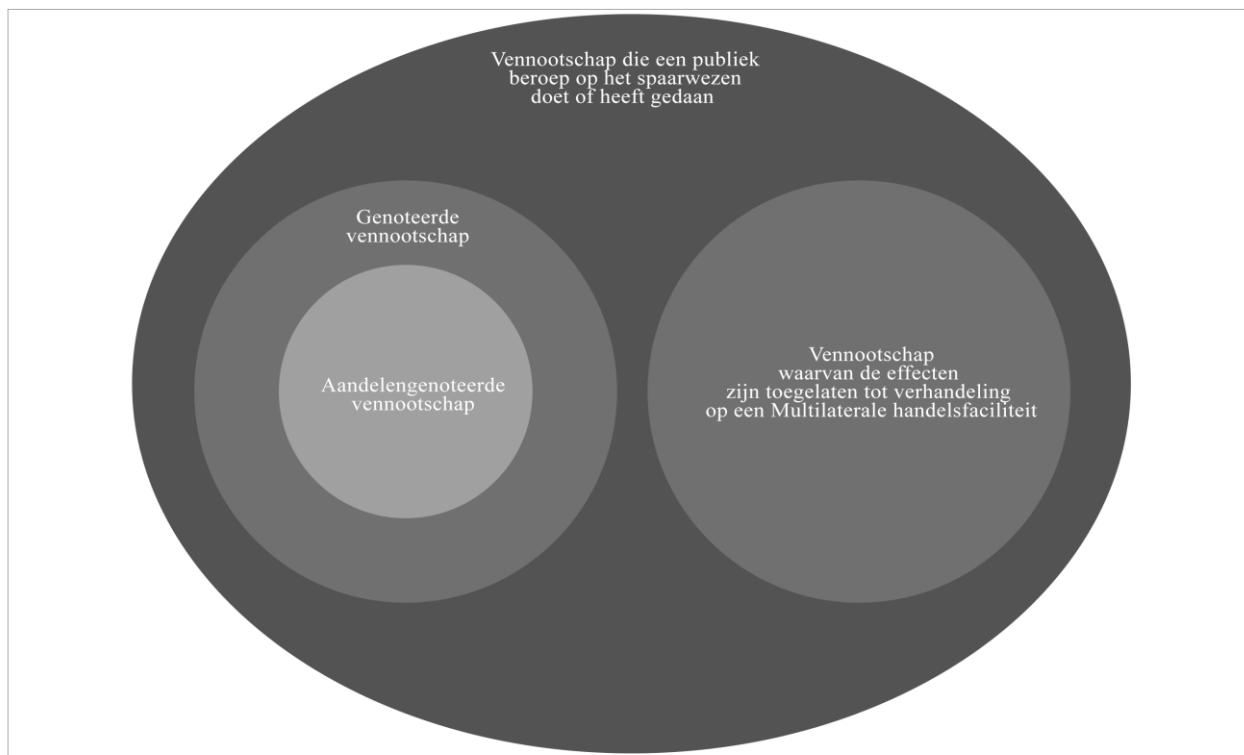 Vennootschap die een publiek
beroep op het spaarwezen
doet of heeft gedaan
Genoteerde
vennootschap
Aandelengenoteerde
vennootschap
Vennootschap
waarvan de effecten
zijn toegelaten tot verhandeling
op een Multilaterale handelsfaciliteit